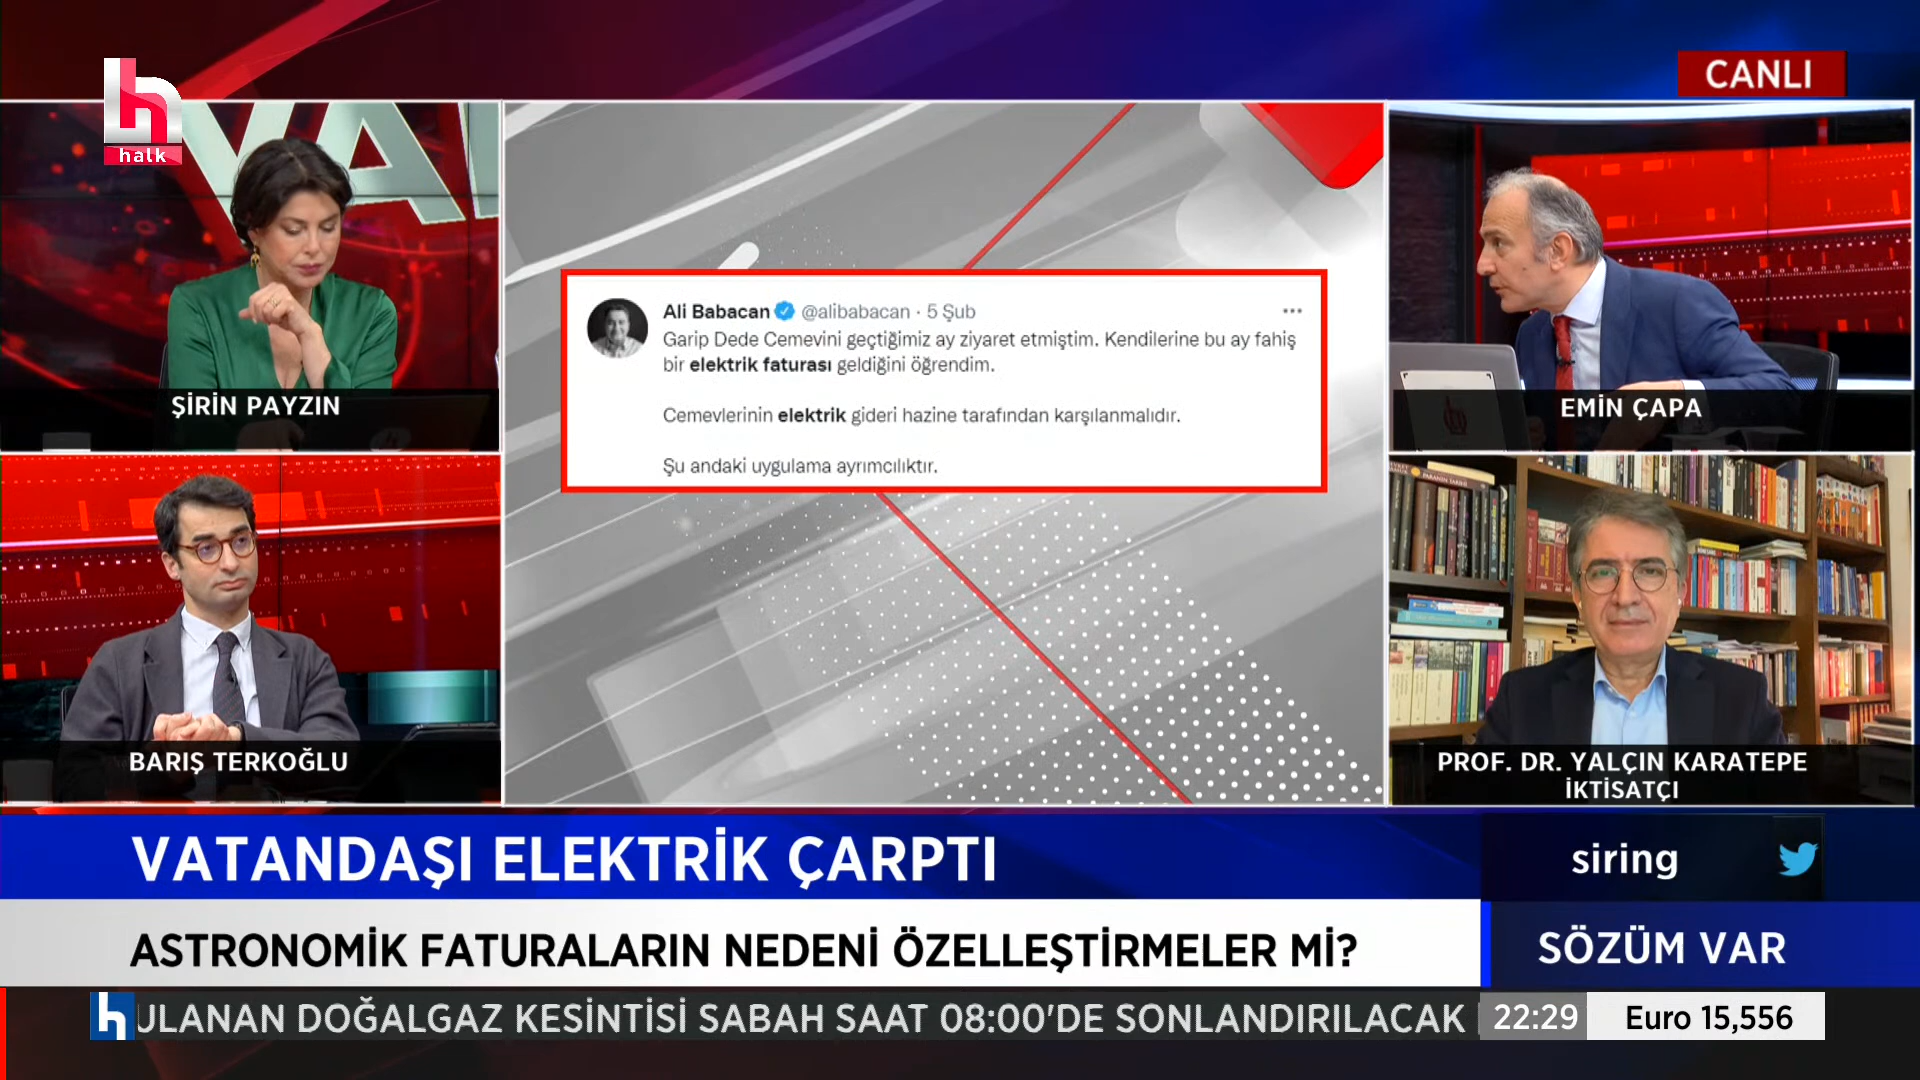 CANLI
halk
VAR
Ali Babacan @alibabacan · 5 Şub
Garip Dede Cemevini geçtiğimiz ay ziyaret etmiştim. Kendilerine bu ay fahiş
bir elektrik faturası geldiğini öğrendim.
Cemevlerinin elektrik gideri hazine tarafından karşılanmalıdır.
Şu andaki uygulama ayrımcılıktır.
ŞİRİN PAYZIN
EMİN ÇAPA
BARIŞ TERKOĞLU
PROF. DR. YALÇIN KARATEPE
İKTİSATÇI
VATANDAŞI ELEKTRİK ÇARPTI
siring
ASTRONOMİK FATURALARIN NEDENİ ÖZELLEŞTİRMELER Mİ?
SÖZÜM VAR
ULANAN DOĞALGAZ KESİNTİSİ SABAH SAAT 08:00'DE SONLANDIRILACAK
22:29
Euro 15,556